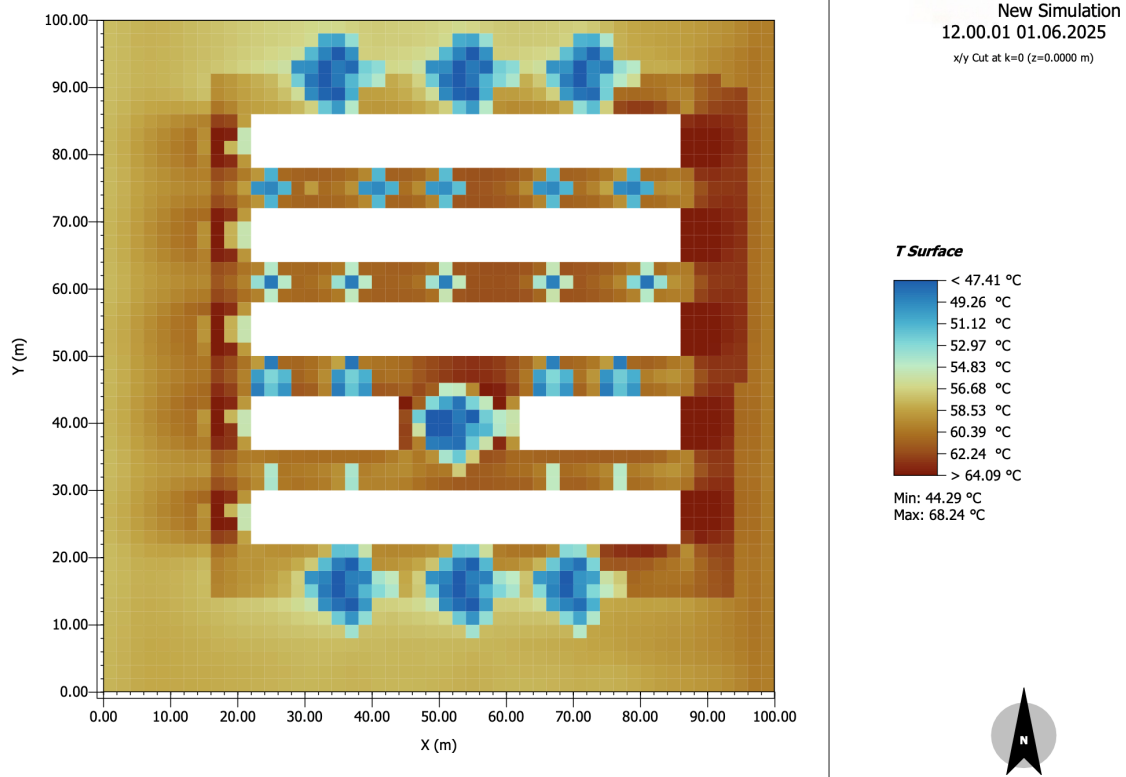 New Simulation
12.00.01 01.06.2025
x/y Cut at k=0 (z=0.0000 m)
100.00
90.00
80.00
70.00
60.00
50.00
40.00
30.00
20.00
10.00
0.00
Y (m)
0.00 10.00 20.00 30.00 40.00 50.00 60.00 70.00 80.00 90.00 100.00
X (m)
T Surface
< 47.41 °C
49.26 °C
51.12 °C
52.97 °C
54.83 °C
56.68 °C
58.53 °C
60.39 °C
62.24 °C
> 64.09 °C
Min: 44.29 °C
Max: 68.24 °C
N